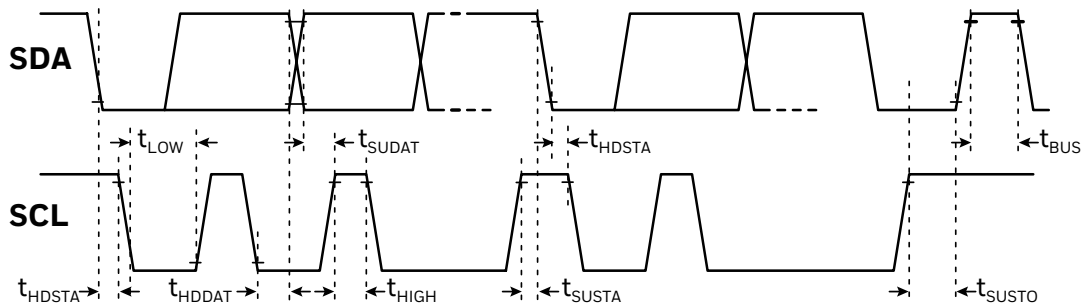 SDA
tLOW
tSUDAT
tHDSTA
tBUS
SCL
tHDSTA
tHDDAT
tHIGH
tSUSTA
tSUSTO